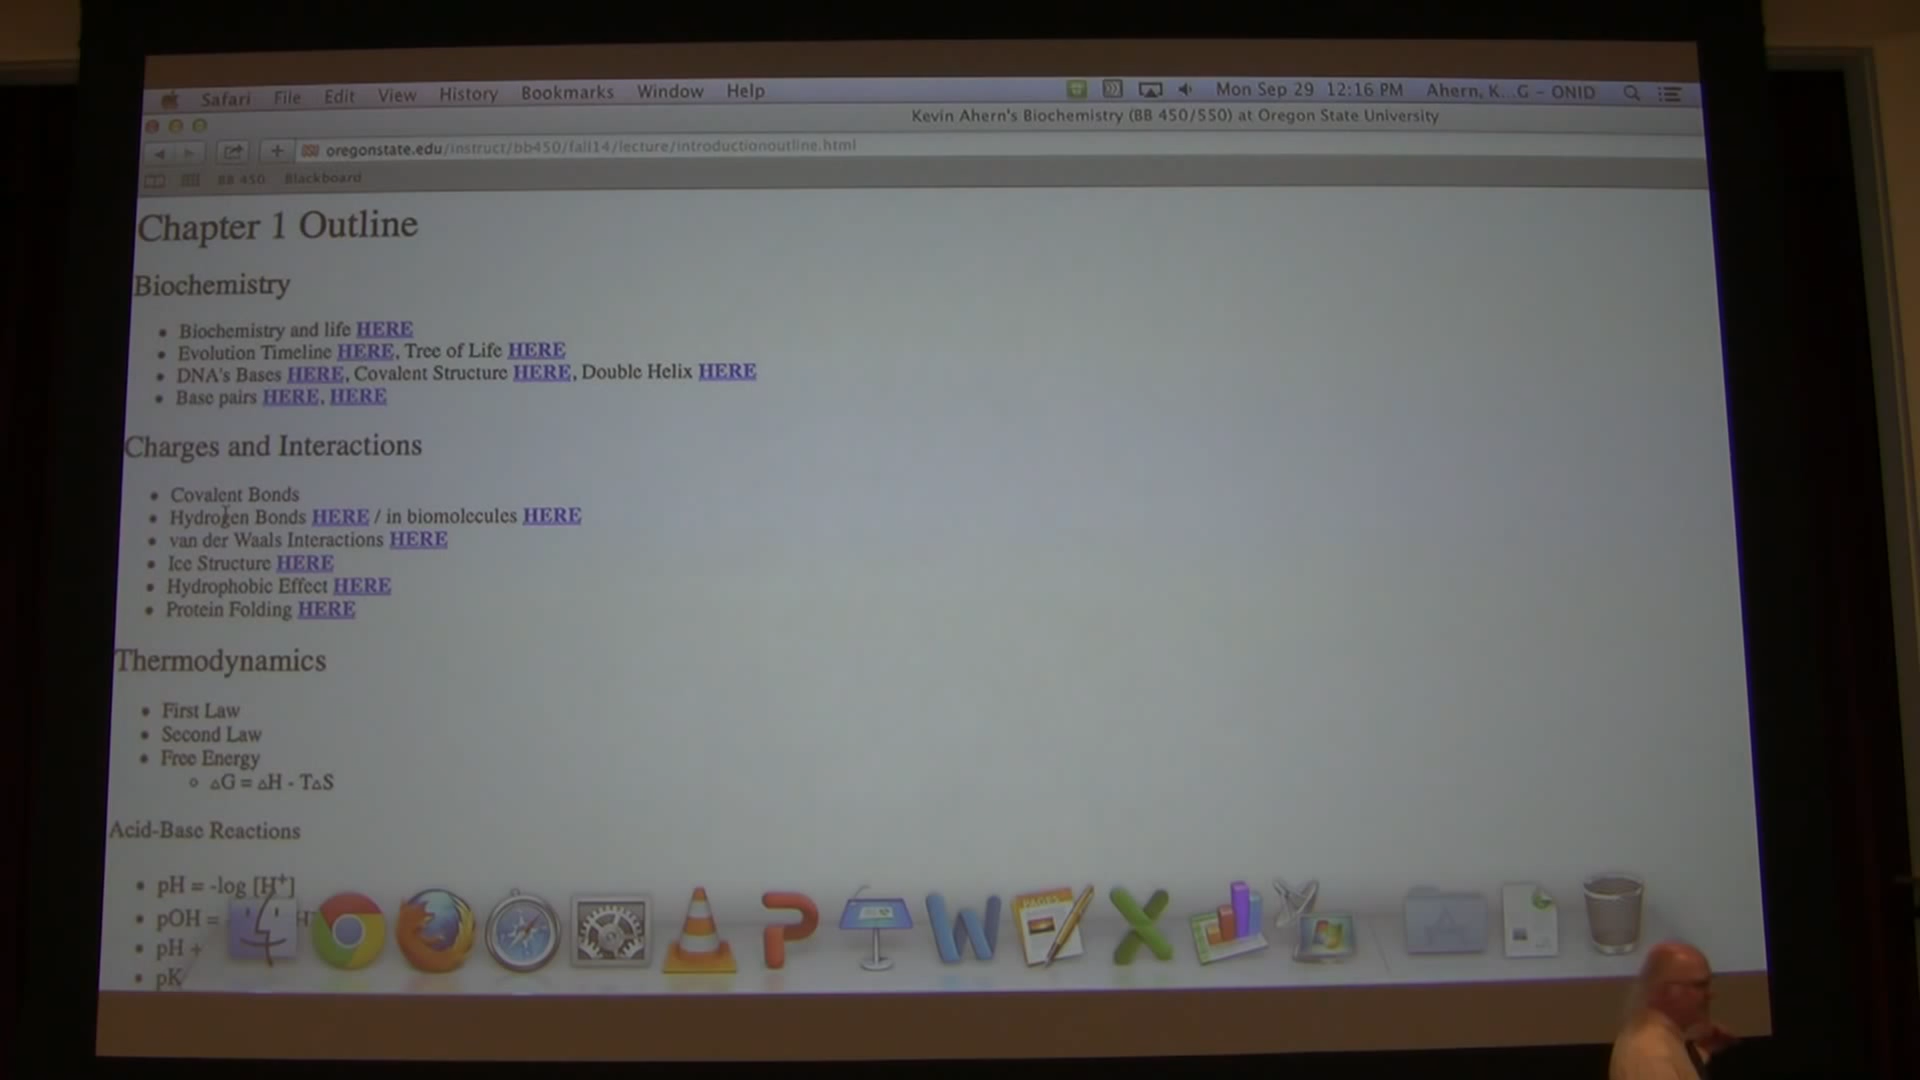 Safari File Edit View History Bookmarks Window Help Mon Sep 29 12:16 PM Ahern, K...G - ONID
Kevin Ahern's Biochemistry (BB 450/550) at Oregon State University
oregonstate.edu/instruct/bb450/fall14/lecture/introductionoutline.html
BB 450 Blackboard
Chapter 1 Outline
Biochemistry
• Biochemistry and life HERE
• Evolution Timeline HERE, Tree of Life HERE
• DNA's Bases HERE, Covalent Structure HERE, Double Helix HERE
• Base pairs HERE, HERE
Charges and Interactions
• Covalent Bonds
• Hydrogen Bonds HERE / in biomolecules HERE
• van der Waals Interactions HERE
• Ice Structure HERE
• Hydrophobic Effect HERE
• Protein Folding HERE
Thermodynamics
• First Law
• Second Law
• Free Energy
○ △G = △H - T△S
Acid-Base Reactions
• pH = -log [H⁺]
• pOH =
• pH +
• pK